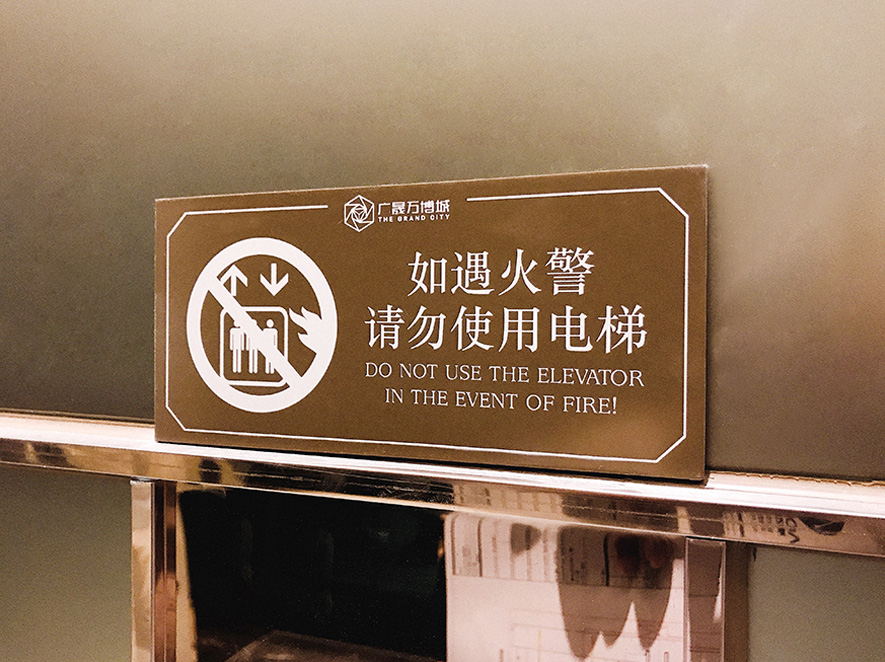 广晟万博城
THE GRAND CITY
如遇火警
请勿使用电梯
DO NOT USE THE ELEVATOR
IN THE EVENT OF FIRE!